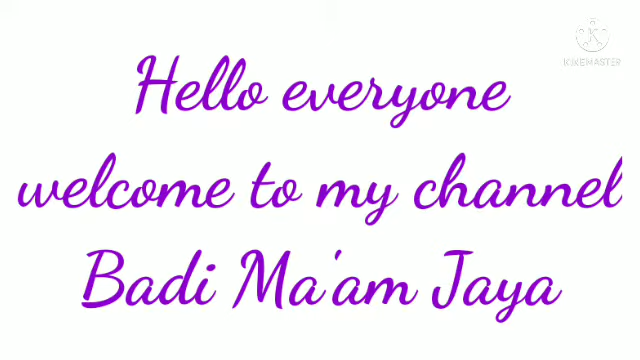 KINEMASTER
Hello everyone
welcome to my channel
Badi Ma'am Jaya